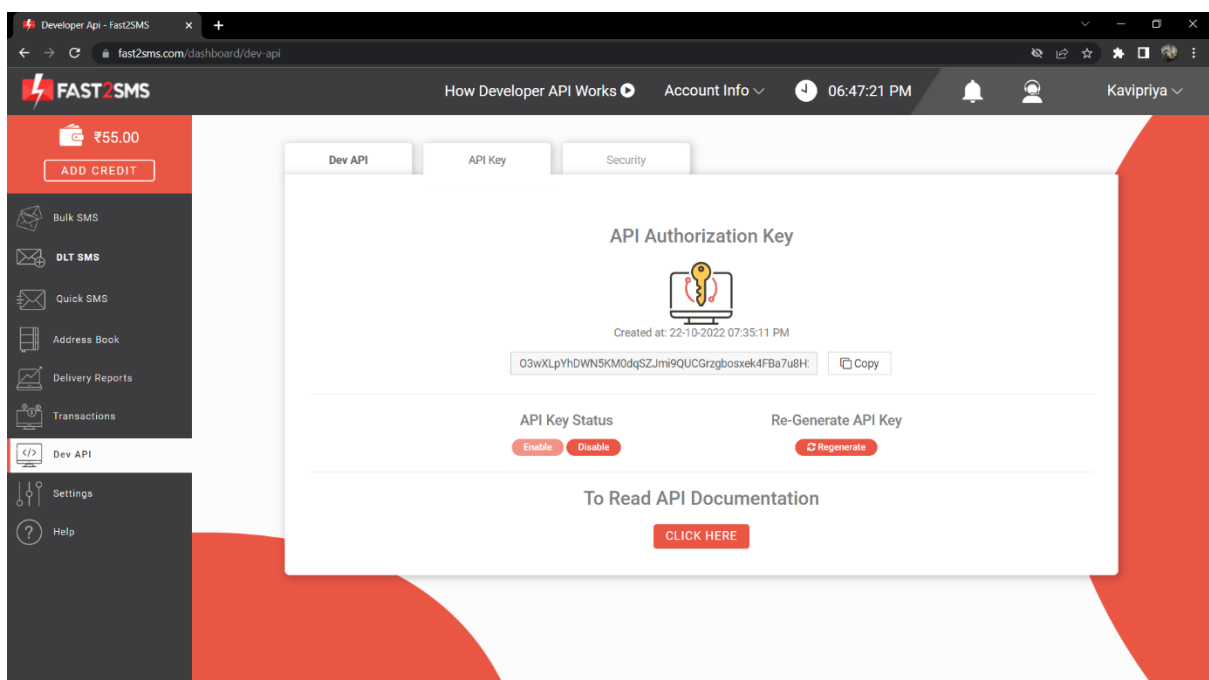 Developer Api - Fast2SMS
fast2sms.com/dashboard/dev-api
FAST2SMS
How Developer API Works
Account Info
06:47:21 PM
Kavipriya
₹55.00
ADD CREDIT
Bulk SMS
DLT SMS
Quick SMS
Address Book
Delivery Reports
Transactions
Dev API
Settings
Help
Dev API
API Key
Security
API Authorization Key
Created at: 22-10-2022 07:35:11 PM
O3wXLpYhDWN5KM0dqSZJmi9QUCGrzgbosxek4FBa7u8H
Copy
API Key Status
Enable
Disable
Re-Generate API Key
Regenerate
To Read API Documentation
CLICK HERE